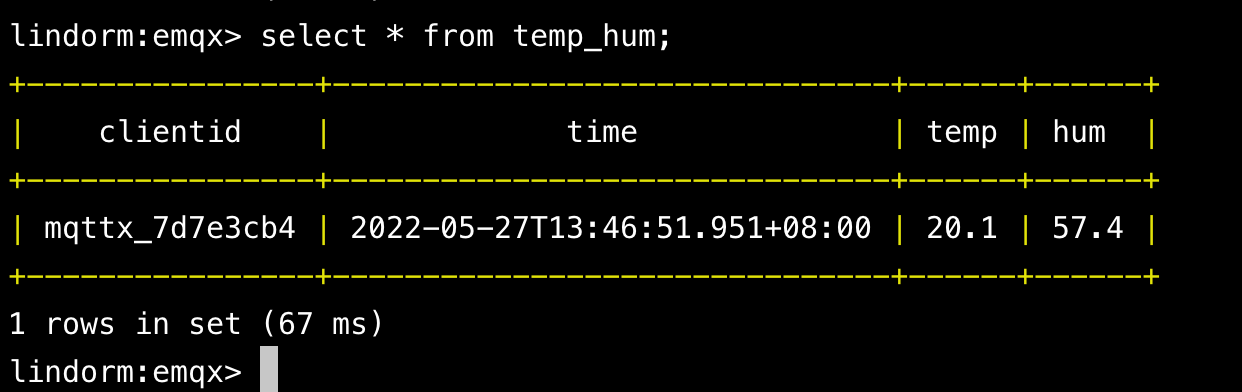 lindorm:emqx> select * from temp_hum;
+----------------+-------------------------------+------+------+
|    clientid    |             time              | temp | hum  |
+----------------+-------------------------------+------+------+
| mqttx_7d7e3cb4 | 2022-05-27T13:46:51.951+08:00 | 20.1 | 57.4 |
+----------------+-------------------------------+------+------+
1 rows in set (67 ms)
lindorm:emqx>